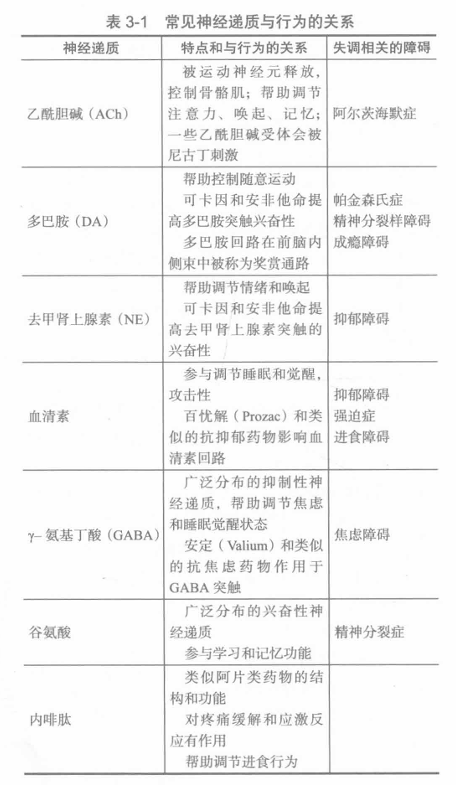 表 3-1 常见神经递质与行为的关系
神经递质 特点和与行为的关系 失调相关的障碍
被运动神经元释放，
控制骨骼肌；帮助调节
乙酰胆碱（ACh） 注意力、唤起、记忆； 阿尔茨海默症
一些乙酰胆碱受体会被
尼古丁刺激
帮助控制随意运动
可卡因和安非他命提 帕金森氏症
多巴胺（DA） 高多巴胺突触兴奋性 精神分裂样障碍
多巴胺回路在前脑内 成瘾障碍
侧束中被称为奖赏通路
帮助调节情绪和唤起
可卡因和安非他命提
去甲肾上腺素（NE） 高去甲肾上腺素突触的 抑郁障碍
兴奋性
参与调节睡眠和觉醒，
攻击性 抑郁障碍
血清素 百忧解（Prozac）和类 强迫症
似的抗抑郁药物影响血 进食障碍
清素回路
广泛分布的抑制性神
经递质，帮助调节焦虑
γ–氨基丁酸（GABA） 和睡眠觉醒状态 焦虑障碍
安定（Valium）和类似
的抗焦虑药物作用于
GABA 突触
广泛分布的兴奋性神
谷氨酸 经递质 精神分裂症
参与学习和记忆功能
类似阿片类药物的结
构和功能
内啡肽 对疼痛缓解和应激反
应有作用
帮助调节进食行为